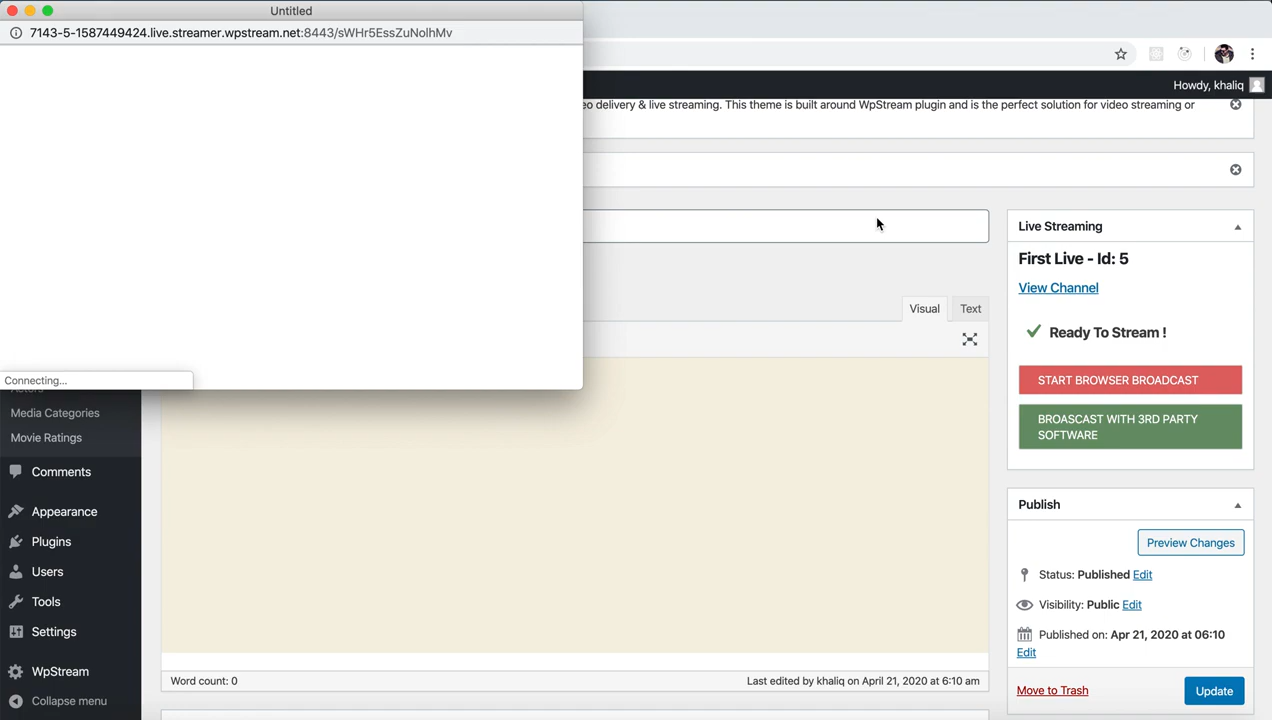 Untitled
7143-5-1587449424.live.streamer.wpstream.net:8443/sWHr5EssZuNolhMv
Howdy, khaliq
eo delivery & live streaming. This theme is built around WpStream plugin and is the perfect solution for video streaming or
Live Streaming
First Live - Id: 5
View Channel
Visual Text
Ready To Stream !
Connecting...
START BROWSER BROADCAST
Media Categories
BROASCAST WITH 3RD PARTY
SOFTWARE
Movie Ratings
Comments
Publish
Appearance
Plugins
Preview Changes
Users
Status: Published Edit
Tools
Visibility: Public Edit
Settings
Published on: Apr 21, 2020 at 06:10
Edit
WpStream
Word count: 0
Last edited by khaliq on April 21, 2020 at 6:10 am
Move to Trash
Update
Collapse menu